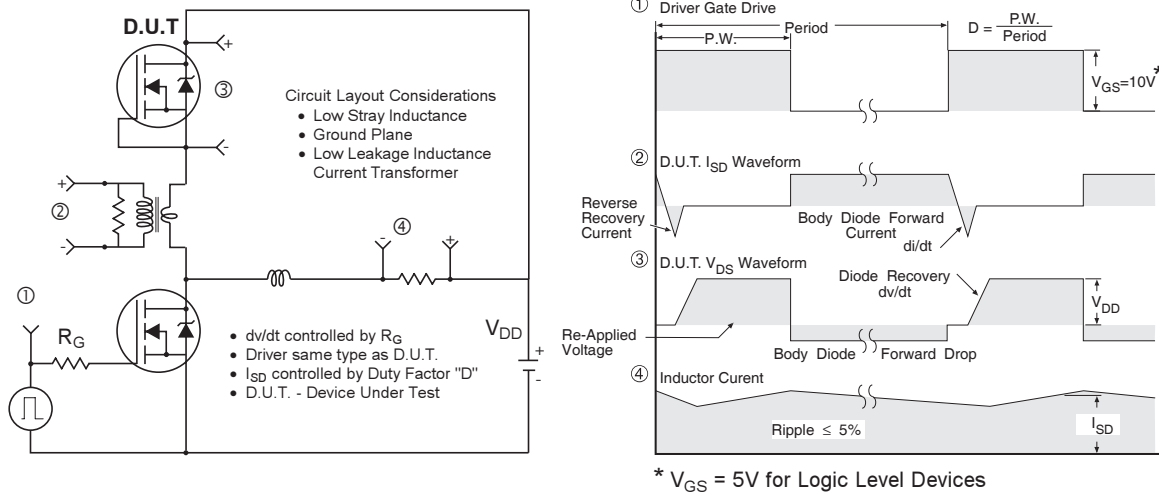 D.U.T
+
③
-
Circuit Layout Considerations
• Low Stray Inductance
• Ground Plane
• Low Leakage Inductance
Current Transformer
+
②
-
④
-
+
①
R_G
V_DD
+
-
• dv/dt controlled by R_G
• Driver same type as D.U.T.
• I_SD controlled by Duty Factor "D"
• D.U.T. - Device Under Test
① Driver Gate Drive
Period
P.W.
D = P.W. / Period
V_GS=10V *
② D.U.T. I_SD Waveform
Reverse
Recovery
Current
Body Diode Forward
Current
di/dt
③ D.U.T. V_DS Waveform
Diode Recovery
dv/dt
V_DD
Re-Applied
Voltage
Body Diode Forward Drop
④ Inductor Curent
Ripple ≤ 5%
I_SD
* V_GS = 5V for Logic Level Devices